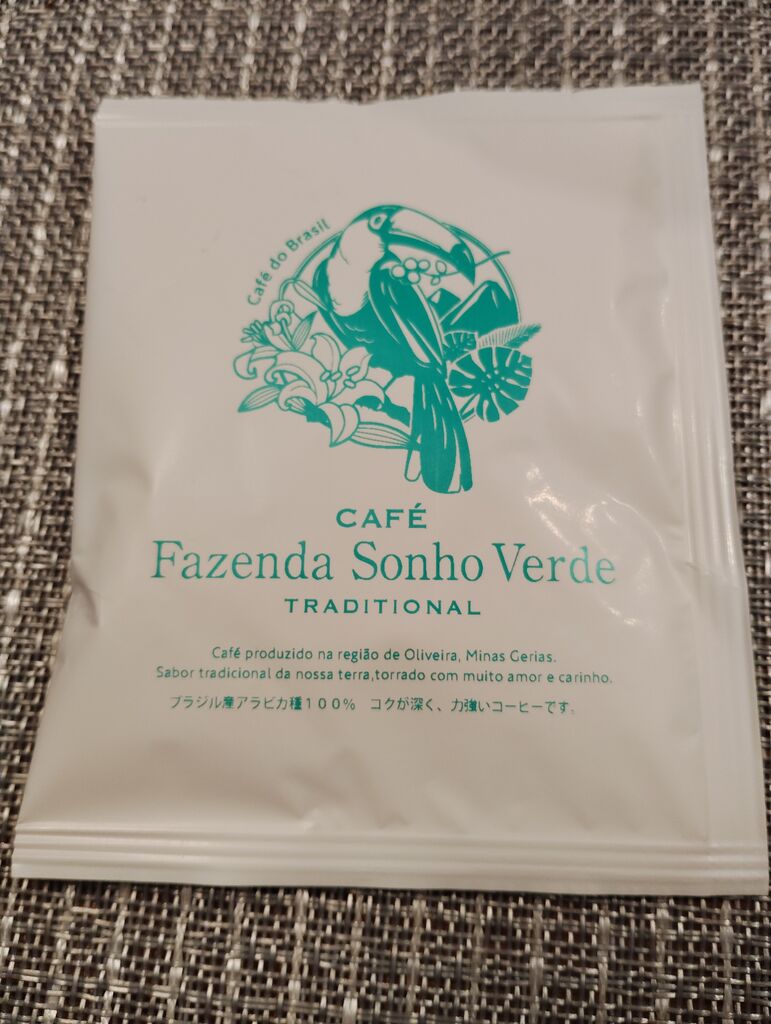 Café do Brasil
CAFÉ
Fazenda Sonho Verde
TRADITIONAL
Café produzido na região de Oliveira, Minas Gerias.
Sabor tradicional da nossa terra,torrado com muito amor e carinho.
ブラジル産アラビカ種１００％　コクが深く、力強いコーヒーです。